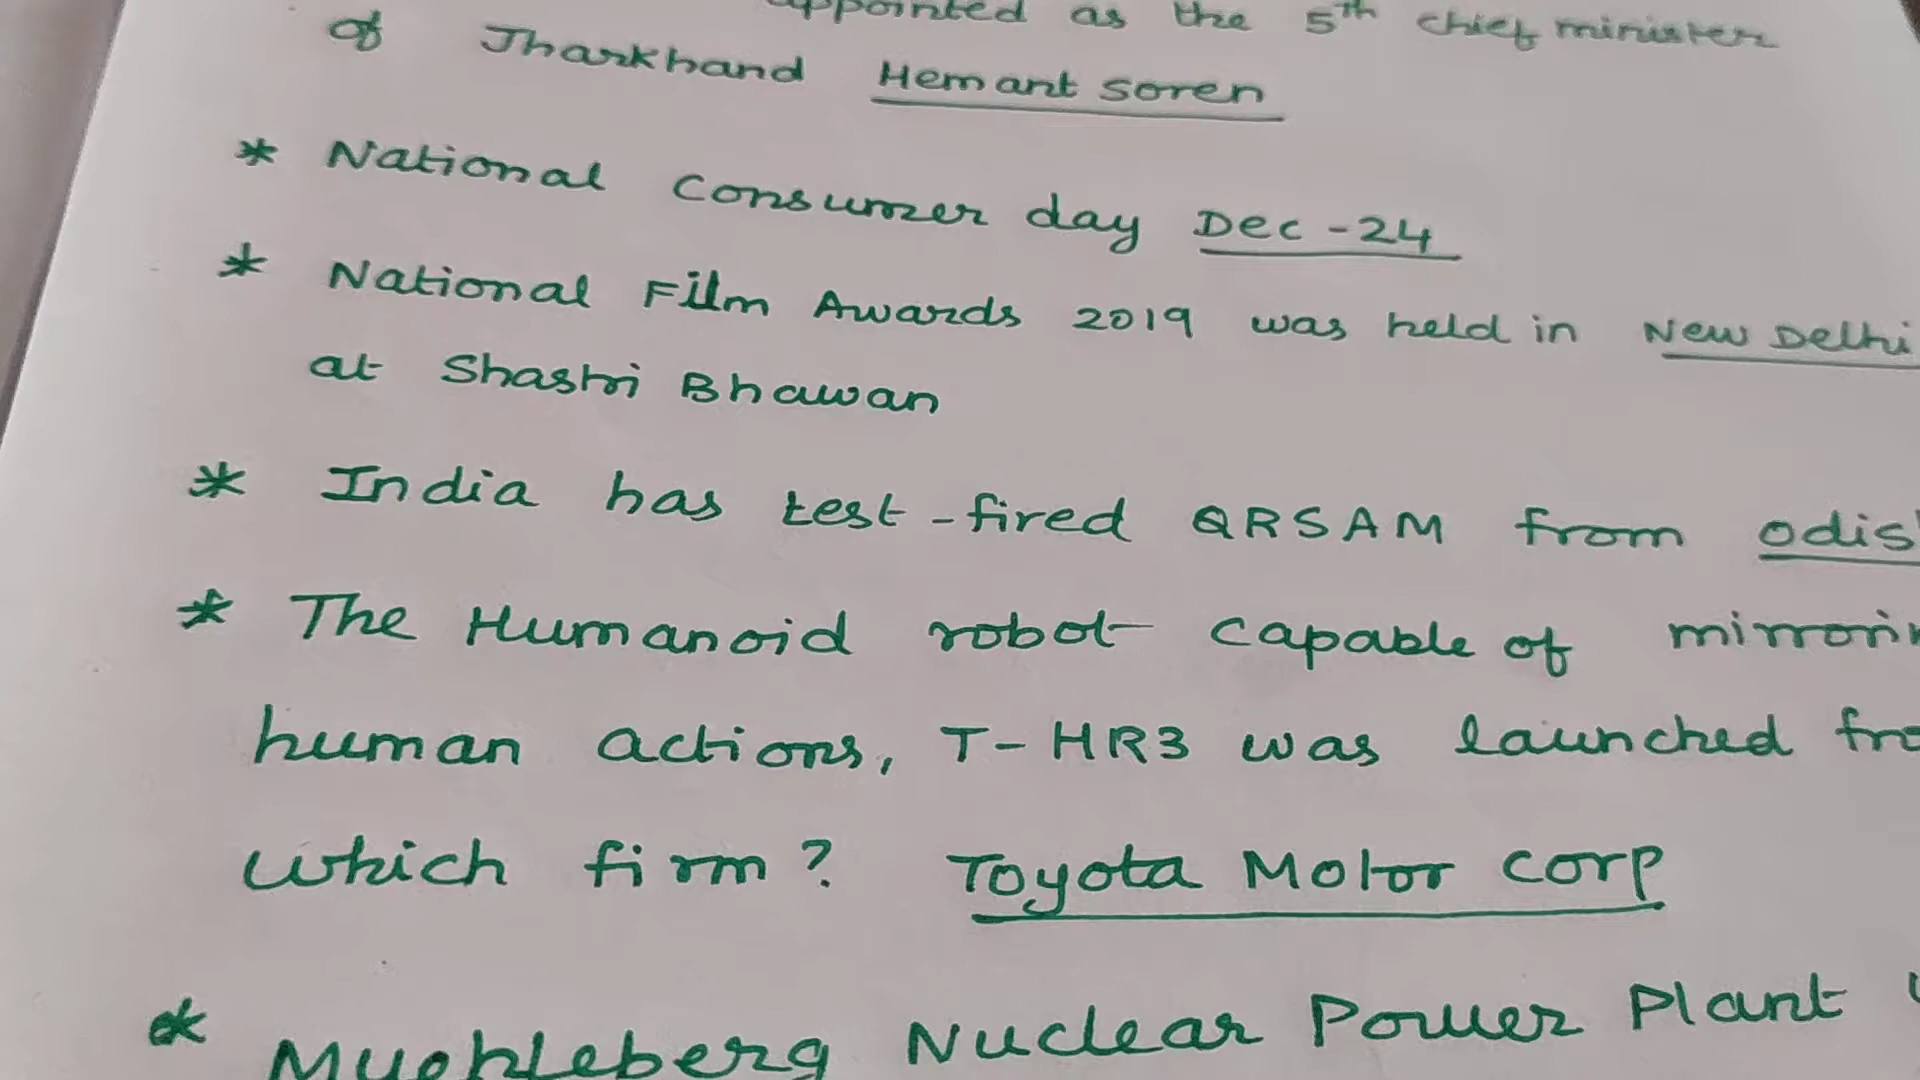 appointed as the 5th chief minister
of Jharkhand Hemant Soren
* National Consumer day Dec -24
* National Film Awards 2019 was held in New Delhi
at Shastri Bhawan
* India has test-fired QRSAM from
* The Humanoid robot capable of
human actions, T-HR3 was launched
which firm? Toyota Motor corp
* Muehleberg Nuclear Power Plant